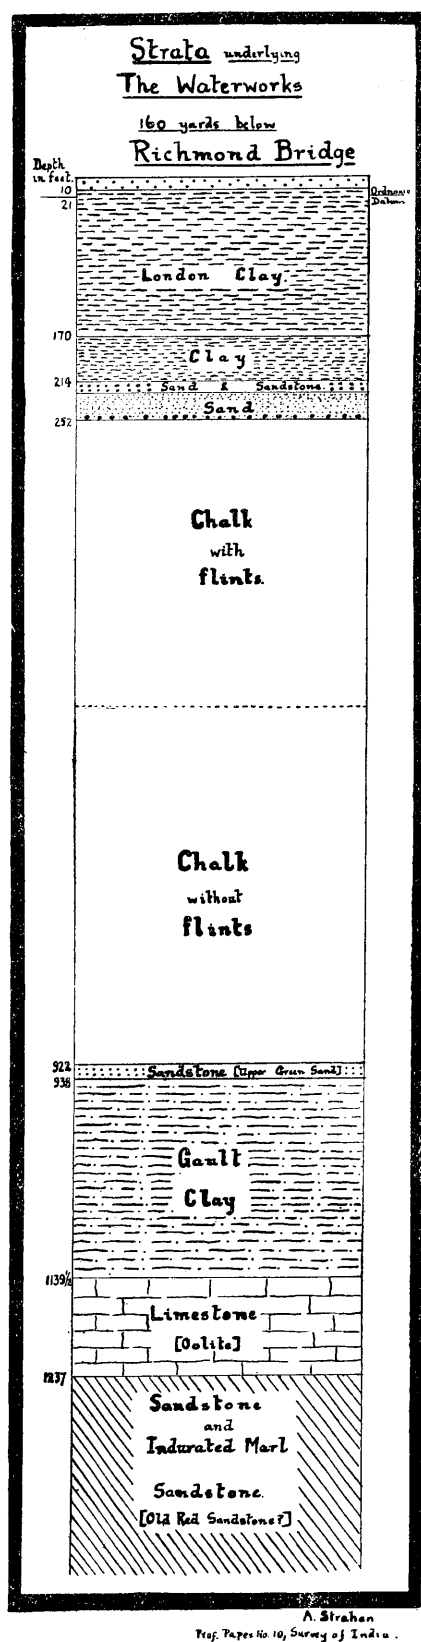 Strata underlying
The Waterworks
160 yards below
Richmond Bridge
Depth
in feet.
10
Ordnance
Datum
21
London Clay.
170
Clay
214
Sand & Sandstone
Sand
252
Chalk
with
flints.
Chalk
without
flints
922
Sandstone [Upper Green Sand]
938
Gault
Clay
1139½
Limestone
[Oolite]
1237
Sandstone
and
Indurated Marl
Sandstone.
[Old Red Sandstone?]
A. Strahan
Prof. Paper No. 10, Survey of India.